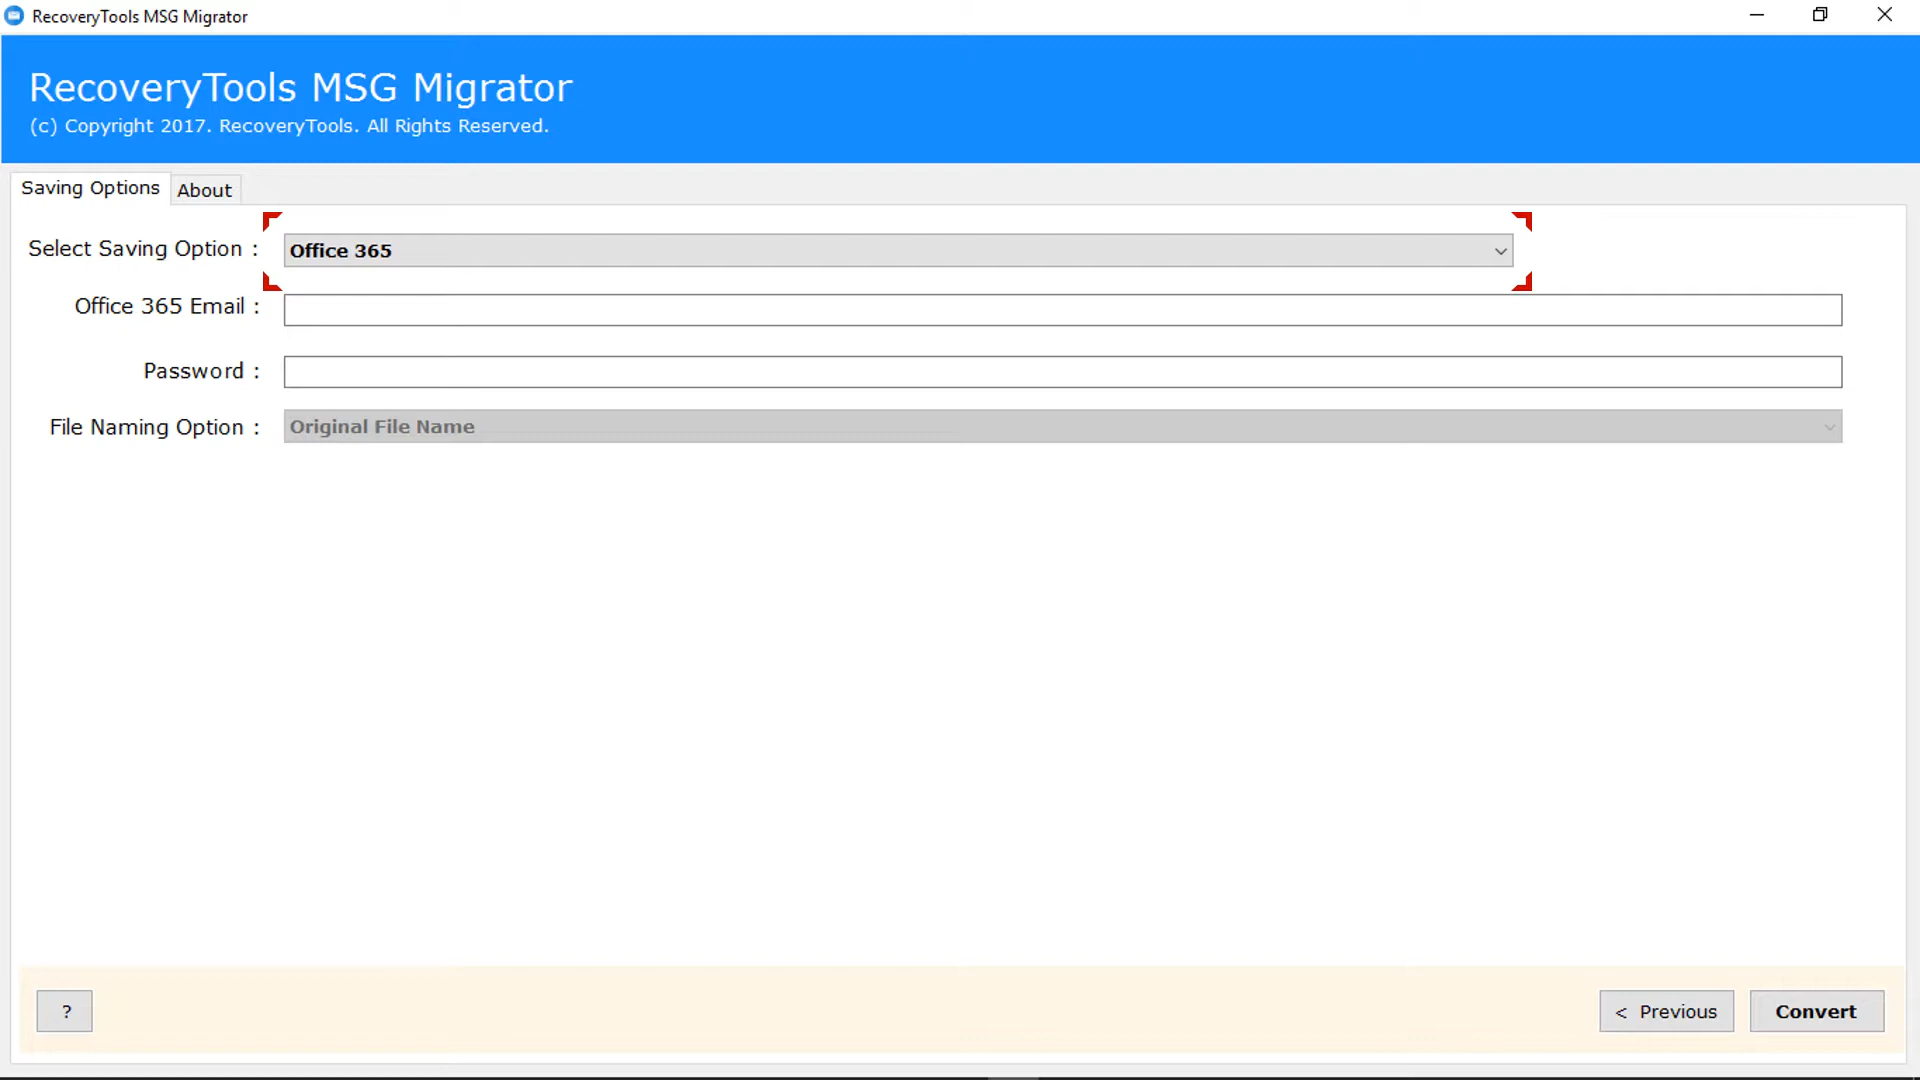 RecoveryTools MSG Migrator
RecoveryTools MSG Migrator
(c) Copyright 2017. RecoveryTools. All Rights Reserved.
Saving Options About
Select Saving Option : Office 365
Office 365 Email :
Password :
File Naming Option : Original File Name
? < Previous Convert